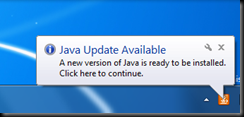 Java Update Available
A new version of Java is ready to be installed.
Click here to continue.